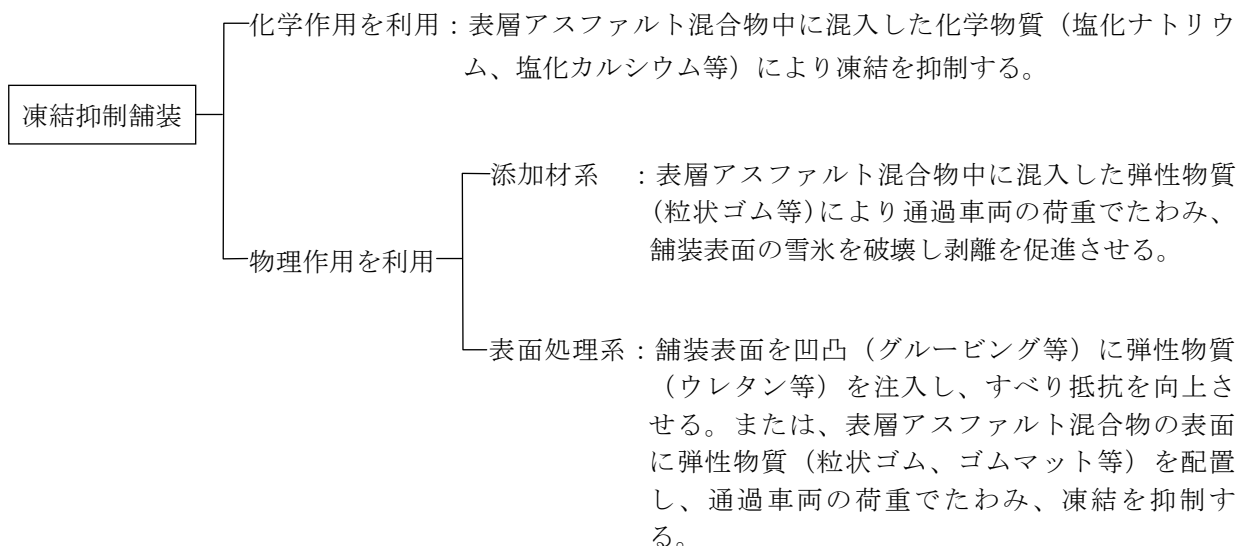 化学作用を利用：表層アスファルト混合物中に混入した化学物質（塩化ナトリウ
ム、塩化カルシウム等）により凍結を抑制する。
凍結抑制舗装
添加材系　：表層アスファルト混合物中に混入した弾性物質
(粒状ゴム等)により通過車両の荷重でたわみ、
舗装表面の雪氷を破壊し剥離を促進させる。
物理作用を利用
表面処理系：舗装表面を凹凸（グルービング等）に弾性物質
（ウレタン等）を注入し、すべり抵抗を向上さ
せる。または、表層アスファルト混合物の表面
に弾性物質（粒状ゴム、ゴムマット等）を配置
し、通過車両の荷重でたわみ、凍結を抑制す
る。